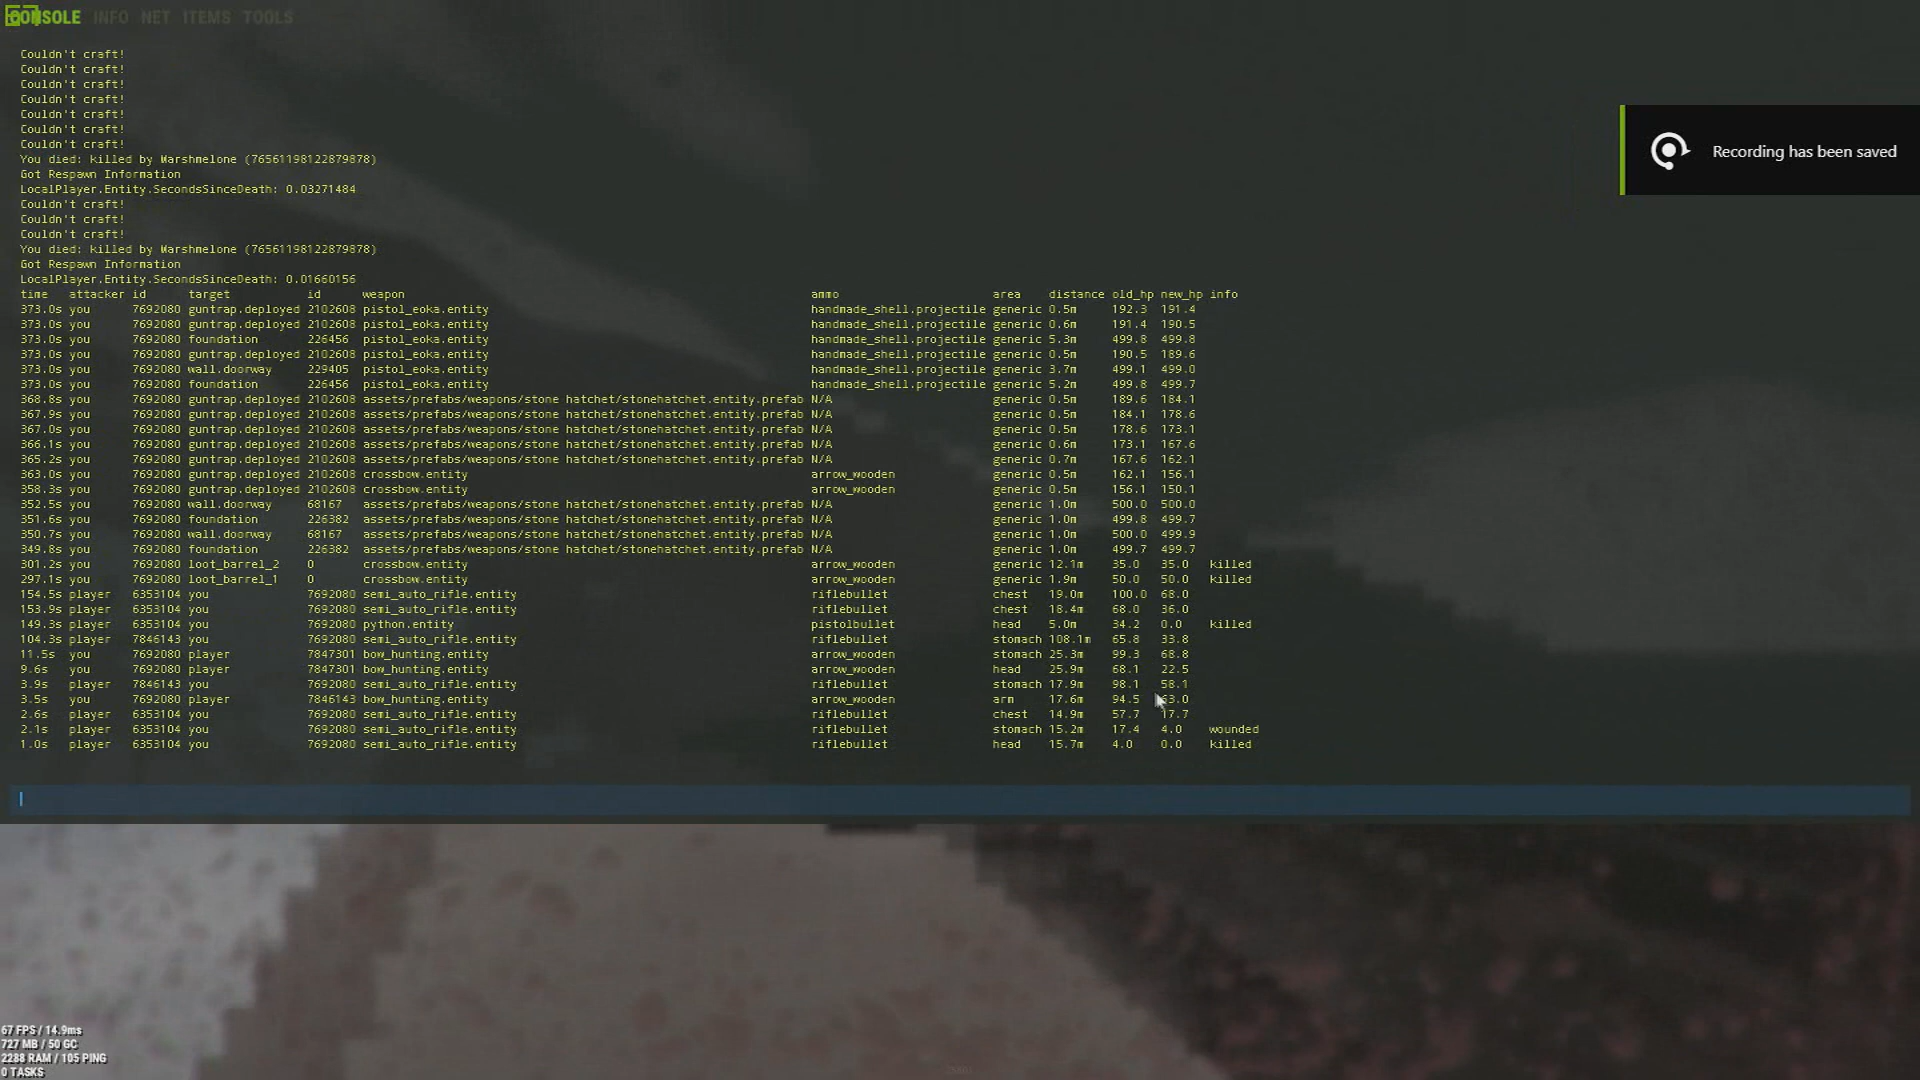 CONSOLE INFO NET ITEMS TOOLS
Couldn't craft!
Couldn't craft!
Couldn't craft!
Couldn't craft!
Couldn't craft!
Couldn't craft!
Couldn't craft!
You died: killed by Warshmelone (76561198122879878)
Got Respawn Information
LocalPlayer.Entity.SecondsSinceDeath: 0.03271484
Couldn't craft!
Couldn't craft!
Couldn't craft!
You died: killed by Warshmelone (76561198122879878)
Got Respawn Information
LocalPlayer.Entity.SecondsSinceDeath: 0.01660156
time attacker id target id weapon ammo area distance old_hp new_hp info
373.0s you 7692080 guntrap.deployed 2102608 pistol_eoka.entity handmade_shell.projectile generic 0.5m 192.3 191.4
373.0s you 7692080 guntrap.deployed 2102608 pistol_eoka.entity handmade_shell.projectile generic 0.6m 191.4 190.5
373.0s you 7692080 foundation 226456 pistol_eoka.entity handmade_shell.projectile generic 5.3m 499.8 499.8
373.0s you 7692080 guntrap.deployed 2102608 pistol_eoka.entity handmade_shell.projectile generic 0.5m 190.5 189.6
373.0s you 7692080 wall.doorway 229405 pistol_eoka.entity handmade_shell.projectile generic 3.7m 499.1 499.0
373.0s you 7692080 foundation 226456 pistol_eoka.entity handmade_shell.projectile generic 5.2m 499.8 499.7
368.8s you 7692080 guntrap.deployed 2102608 assets/prefabs/weapons/stone hatchet/stonehatchet.entity.prefab N/A generic 0.5m 189.6 184.1
367.9s you 7692080 guntrap.deployed 2102608 assets/prefabs/weapons/stone hatchet/stonehatchet.entity.prefab N/A generic 0.5m 184.1 178.6
367.0s you 7692080 guntrap.deployed 2102608 assets/prefabs/weapons/stone hatchet/stonehatchet.entity.prefab N/A generic 0.5m 178.6 173.1
366.1s you 7692080 guntrap.deployed 2102608 assets/prefabs/weapons/stone hatchet/stonehatchet.entity.prefab N/A generic 0.6m 173.1 167.6
365.2s you 7692080 guntrap.deployed 2102608 assets/prefabs/weapons/stone hatchet/stonehatchet.entity.prefab N/A generic 0.7m 167.6 162.1
363.0s you 7692080 guntrap.deployed 2102608 crossbow.entity arrow_wooden generic 0.5m 162.1 156.1
358.3s you 7692080 guntrap.deployed 2102608 crossbow.entity arrow_wooden generic 0.5m 156.1 150.1
352.5s you 7692080 wall.doorway 68167 assets/prefabs/weapons/stone hatchet/stonehatchet.entity.prefab N/A generic 1.0m 500.0 500.0
351.6s you 7692080 foundation 226382 assets/prefabs/weapons/stone hatchet/stonehatchet.entity.prefab N/A generic 1.0m 499.8 499.7
350.7s you 7692080 wall.doorway 68167 assets/prefabs/weapons/stone hatchet/stonehatchet.entity.prefab N/A generic 1.0m 500.0 499.9
349.8s you 7692080 foundation 226382 assets/prefabs/weapons/stone hatchet/stonehatchet.entity.prefab N/A generic 1.0m 499.7 499.7
301.2s you 7692080 loot_barrel_2 0 crossbow.entity arrow_wooden generic 12.1m 35.0 35.0 killed
297.1s you 7692080 loot_barrel_1 0 crossbow.entity arrow_wooden generic 1.9m 50.0 50.0 killed
154.5s player 6353104 you 7692080 semi_auto_rifle.entity riflebullet chest 19.0m 100.0 68.0
153.9s player 6353104 you 7692080 semi_auto_rifle.entity riflebullet chest 18.4m 68.0 36.0
149.3s player 6353104 you 7692080 python.entity pistolbullet head 5.0m 34.2 0.0 killed
104.3s player 7846143 you 7692080 semi_auto_rifle.entity riflebullet stomach 108.1m 65.8 33.8
11.5s you 7692080 player 7847301 bow_hunting.entity arrow_wooden stomach 25.3m 99.3 68.8
9.6s you 7692080 player 7847301 bow_hunting.entity arrow_wooden head 25.9m 68.1 22.5
3.9s player 7846143 you 7692080 semi_auto_rifle.entity riflebullet stomach 17.9m 98.1 58.1
3.5s you 7692080 player 7846143 bow_hunting.entity arrow_wooden arm 17.6m 94.5 63.0
2.6s player 6353104 you 7692080 semi_auto_rifle.entity riflebullet chest 14.9m 57.7 17.7
2.1s player 6353104 you 7692080 semi_auto_rifle.entity riflebullet stomach 15.2m 17.4 4.0 wounded
1.0s player 6353104 you 7692080 semi_auto_rifle.entity riflebullet head 15.7m 4.0 0.0 killed
Recording has been saved
67 FPS / 14.9ms
727 MB / 50 GC
2288 RAM / 105 PING
0 TASKS